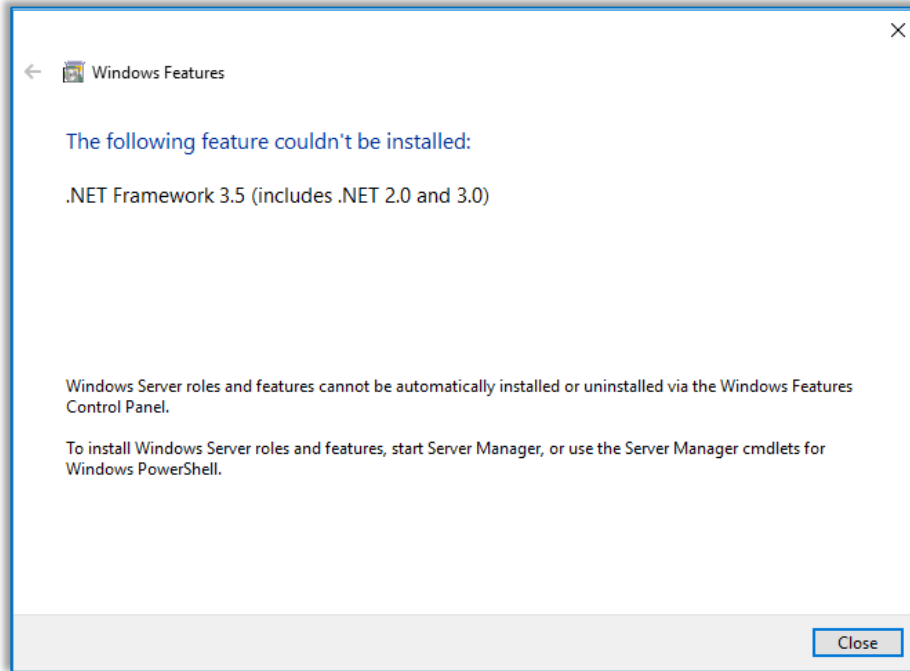 Windows Features
The following feature couldn't be installed:
.NET Framework 3.5 (includes .NET 2.0 and 3.0)
Windows Server roles and features cannot be automatically installed or uninstalled via the Windows Features
Control Panel.
To install Windows Server roles and features, start Server Manager, or use the Server Manager cmdlets for
Windows PowerShell.
Close